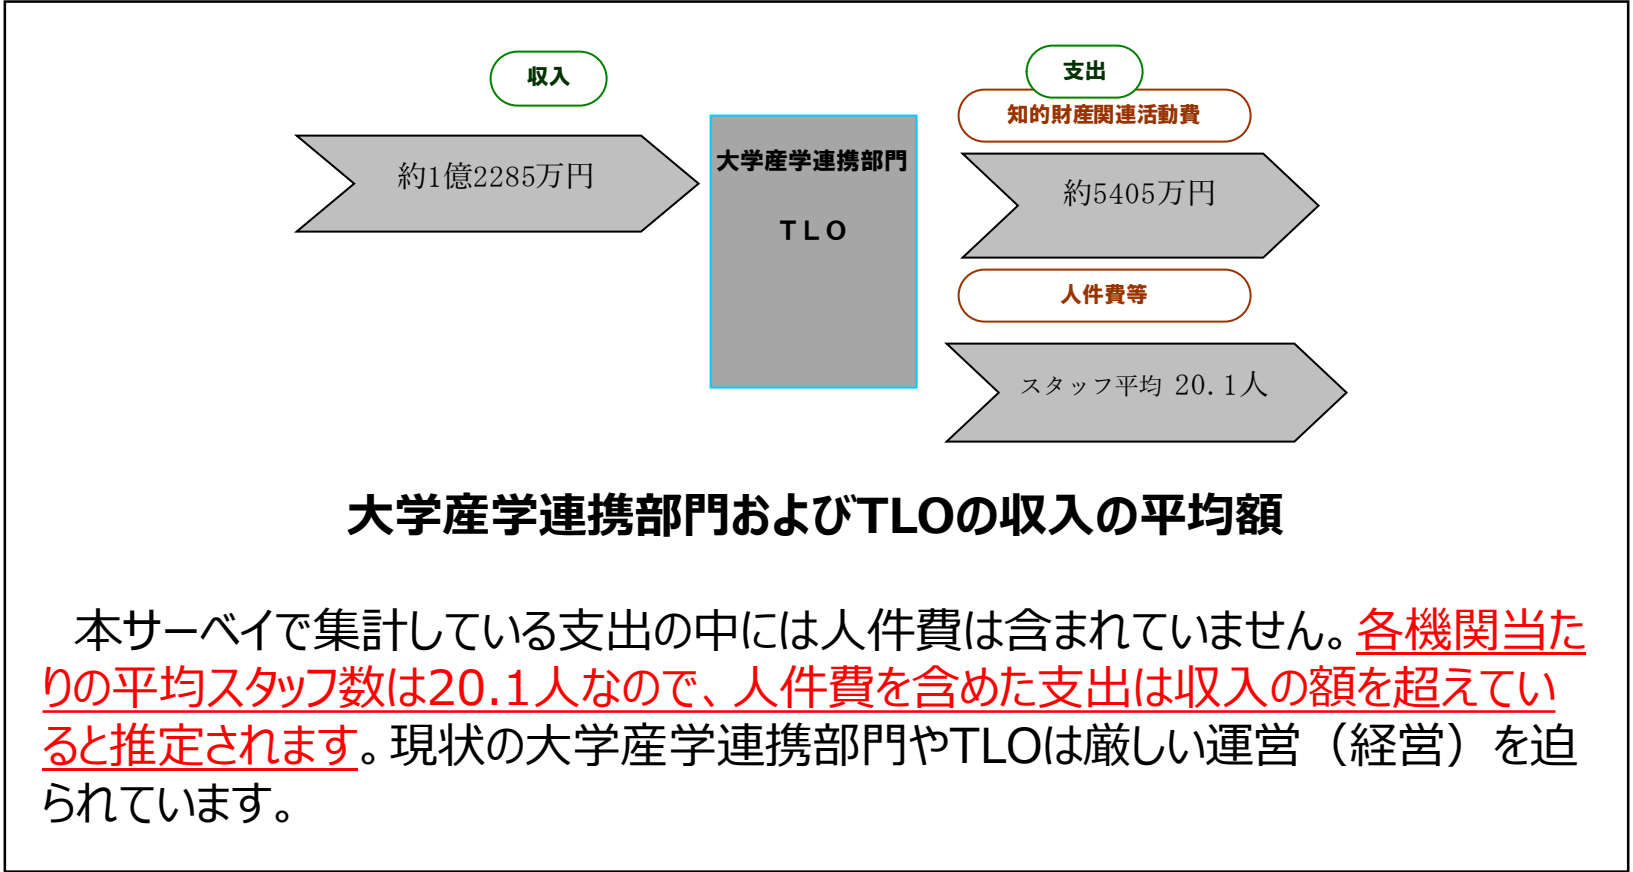 収入
約1億2285万円
大学産学連携部門
TLO
支出
知的財産関連活動費
約5405万円
人件費等
スタッフ平均 20.1人
大学産学連携部門およびTLOの収入の平均額
本サーベイで集計している支出の中には人件費は含まれていません。各機関当た
りの平均スタッフ数は20.1人なので、人件費を含めた支出は収入の額を超えてい
ると推定されます。現状の大学産学連携部門やTLOは厳しい運営（経営）を迫
られています。